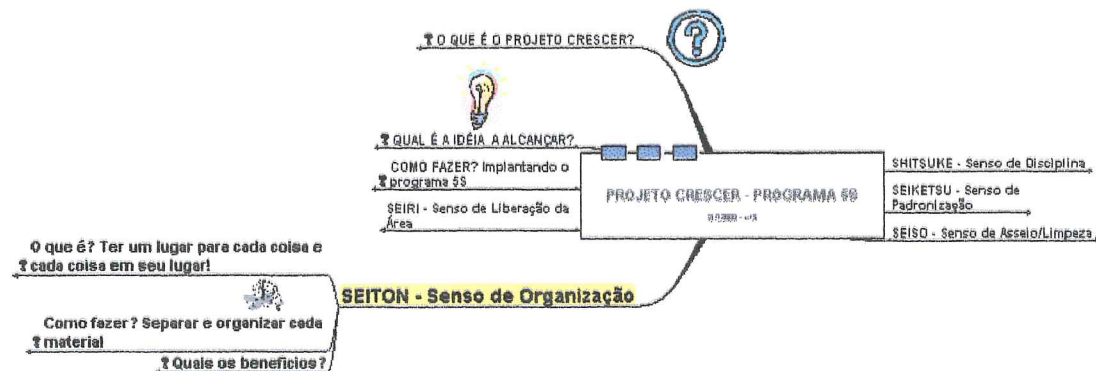 O QUE É O PROJETO CRESCER?
QUAL É A IDÉIA A ALCANÇAR?
COMO FAZER? Implantando o
programa 5S
SEIRI - Senso de Liberação da
Área
PROJETO CRESCER - PROGRAMA 5S
SHITSUKE - Senso de Disciplina
SEIKETSU - Senso de
Padronização
SEISO - Senso de Asseio/Limpeza
SEITON - Senso de Organização
O que é? Ter um lugar para cada coisa e
cada coisa em seu lugar!
Como fazer? Separar e organizar cada
material
Quais os beneficios?